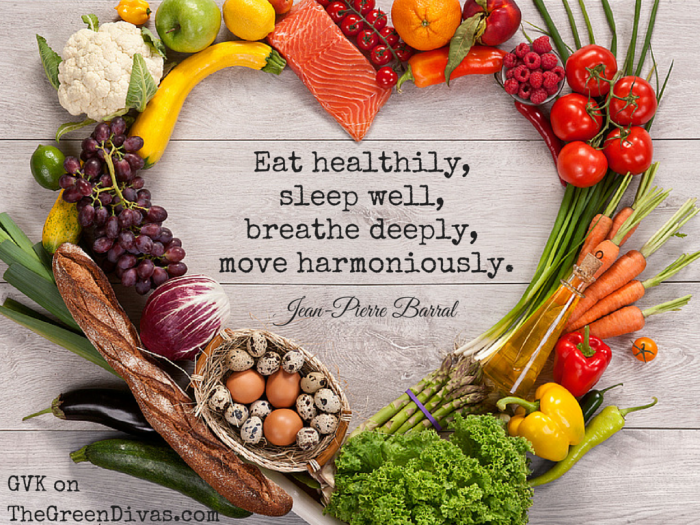 Eat healthily,
sleep well,
breathe deeply,
move harmoniously.
Jean-Pierre Barral
GVK on
TheGreenDivas.com